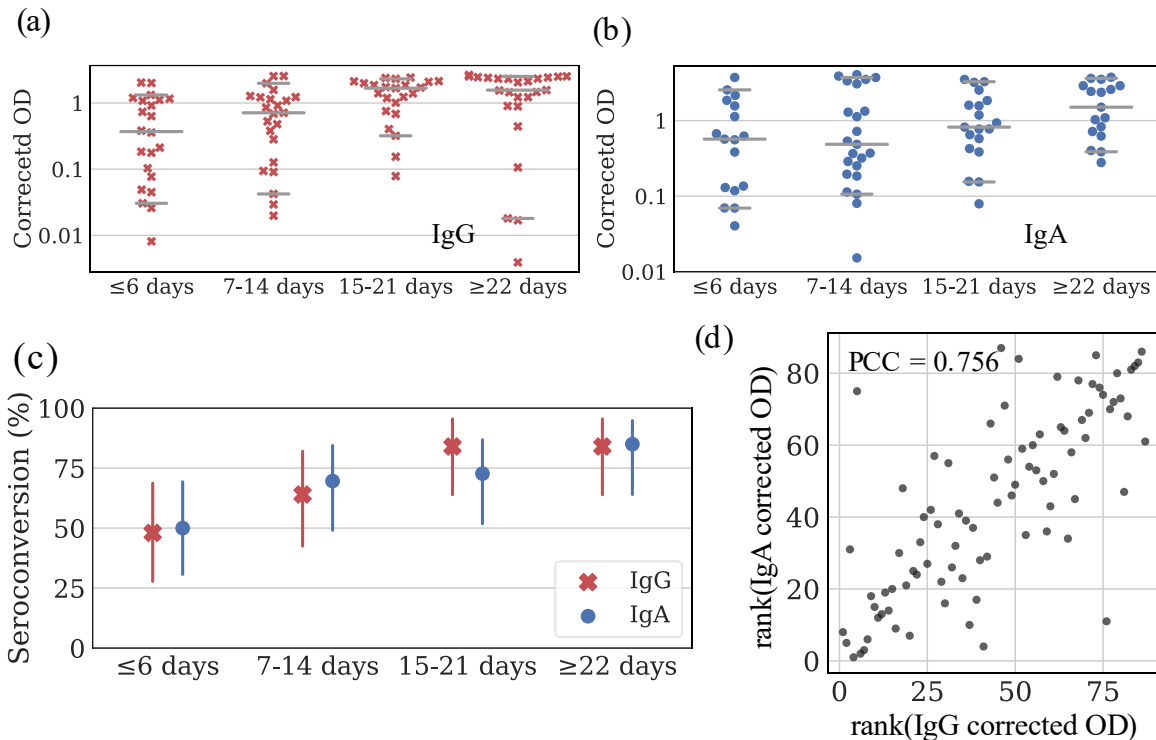 (a)
Correcetd OD
1
0.1
0.01
IgG
≤6 days 7-14 days 15-21 days ≥22 days
(b)
Correcetd OD
1
0.1
0.01
IgA
≤6 days 7-14 days 15-21 days ≥22 days
(c)
Seroconversion (%)
100
75
50
25
0
IgG
IgA
≤6 days 7-14 days 15-21 days ≥22 days
(d)
PCC = 0.756
rank(IgA corrected OD)
80
60
40
20
0
0 25 50 75
rank(IgG corrected OD)